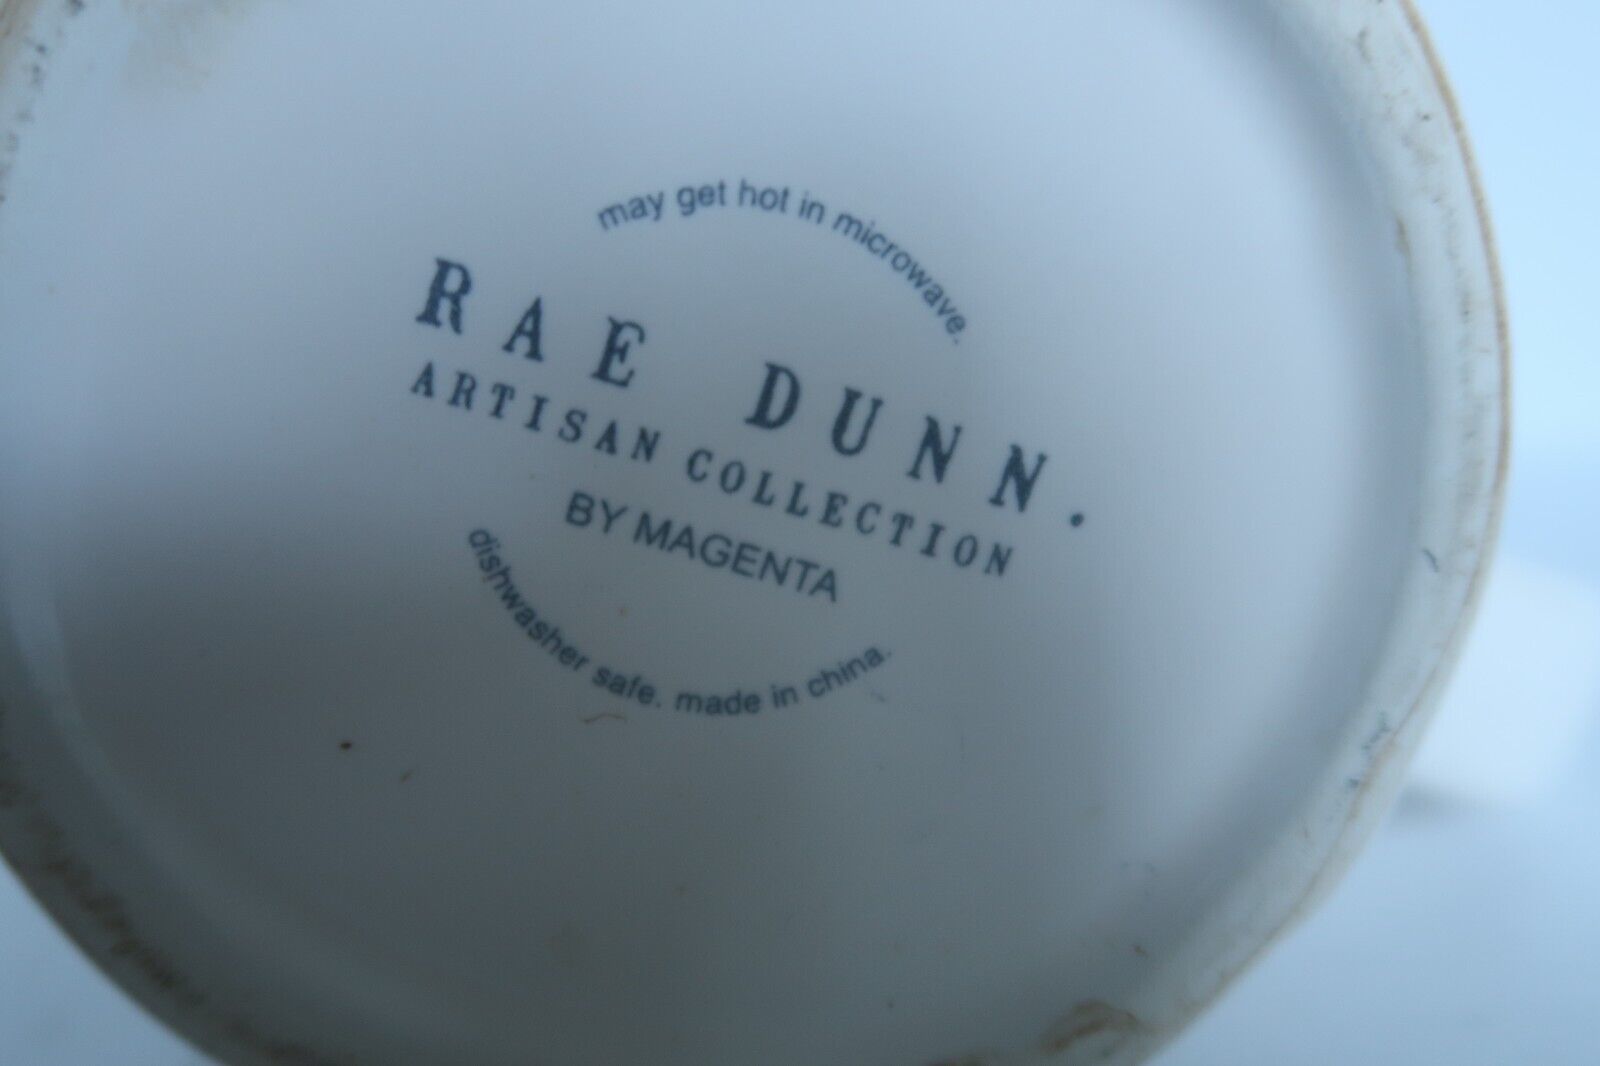 may get hot in microwave.
RAE DUNN.
ARTISAN COLLECTION
BY MAGENTA
dishwasher safe. made in china.